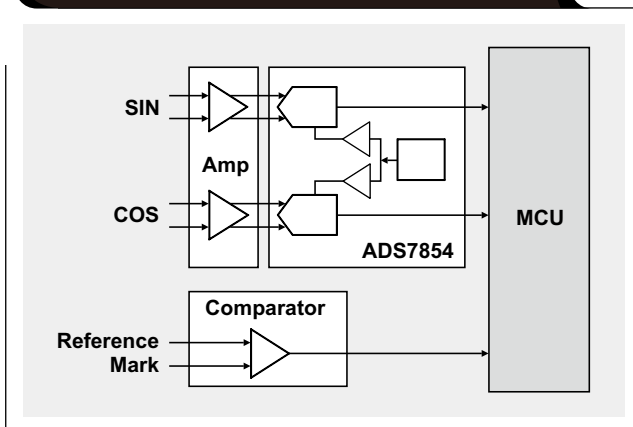 SIN
Amp
COS
MCU
ADS7854
Comparator
Reference
Mark